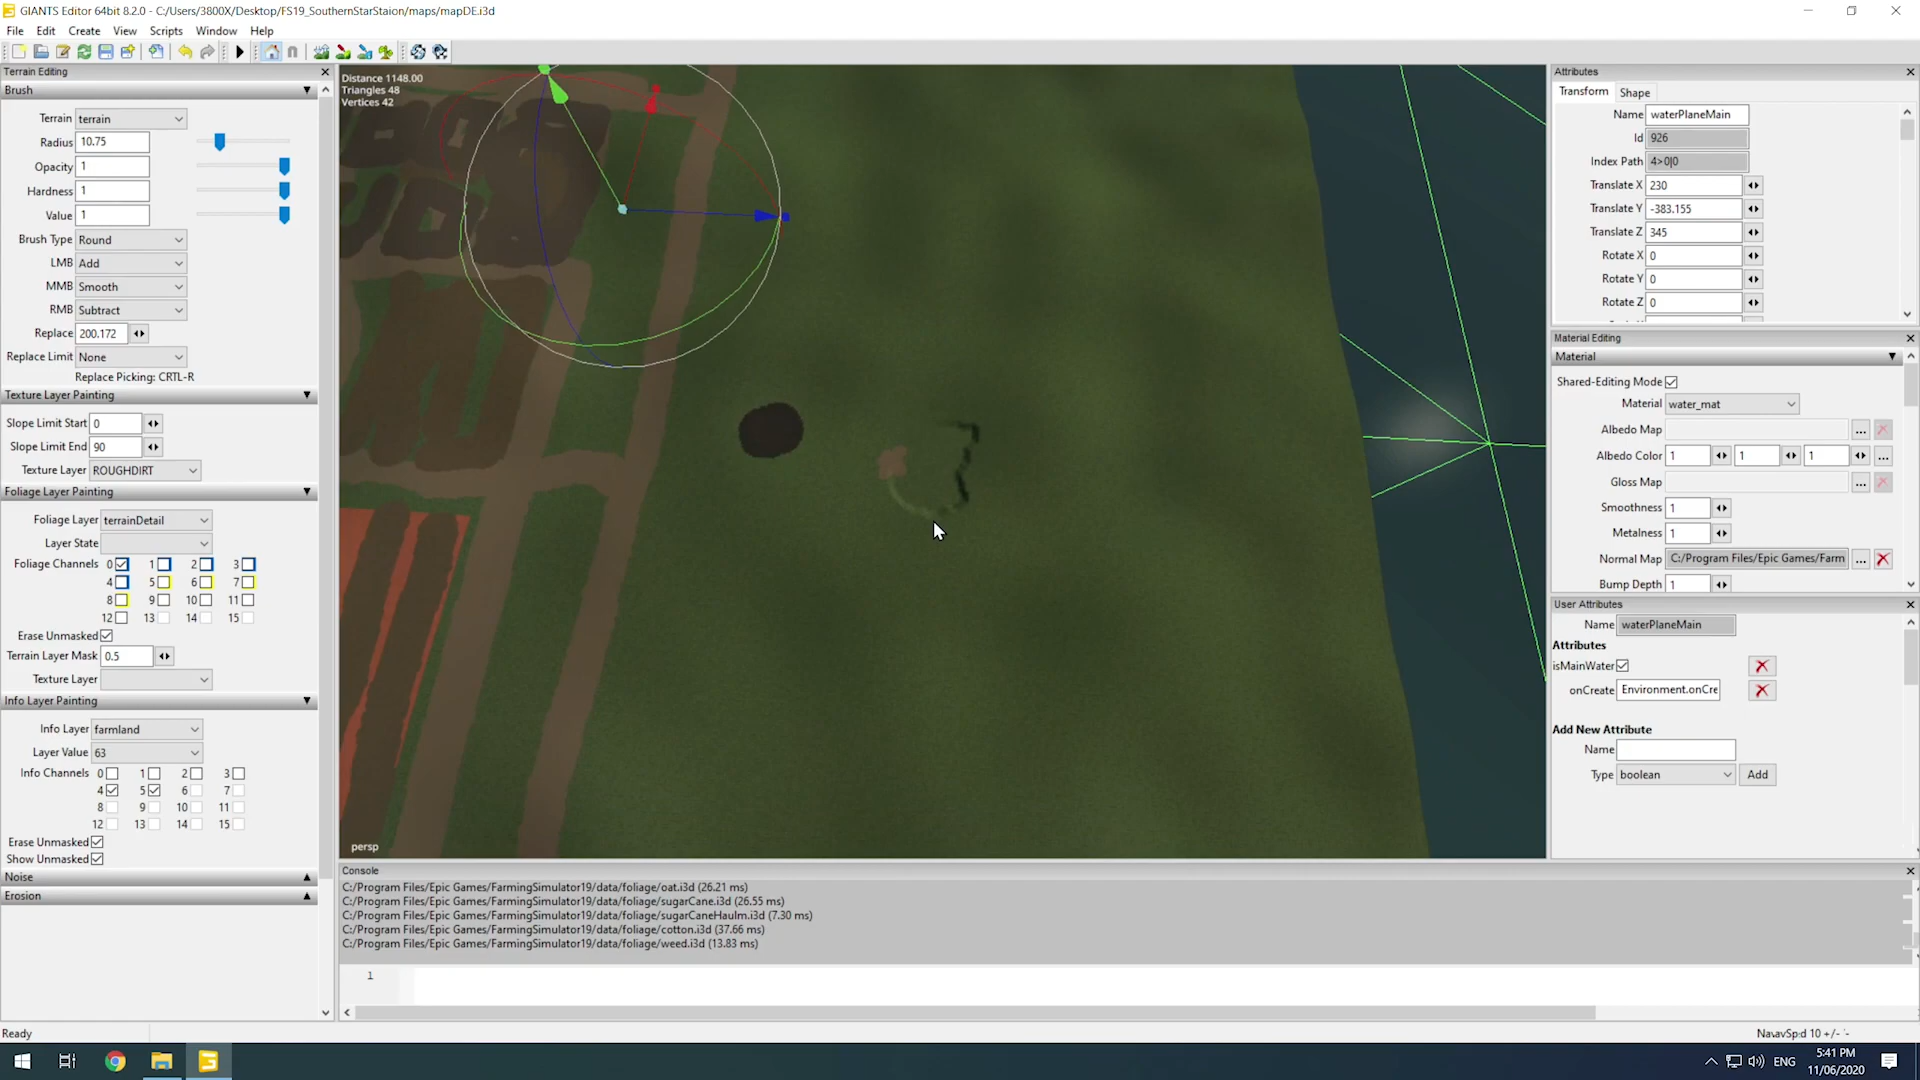 GIANTS Editor 64bit 8.2.0 - C:/Users/3800X/Desktop/FS19_SouthernStarStaion/maps/mapDE.i3d
File Edit Create View Scripts Window Help
Terrain Editing
Brush
Terrain terrain
Radius 10.75
Opacity 1
Hardness 1
Value 1
Brush Type Round
LMB Add
MMB Smooth
RMB Subtract
Replace 200.172
Replace Limit None
Replace Picking: CRTL-R
Texture Layer Painting
Slope Limit Start 0
Slope Limit End 90
Texture Layer ROUGHDIRT
Foliage Layer Painting
Foliage Layer terrainDetail
Layer State
Foliage Channels 0 1 2 3
4 5 6 7
8 9 10 11
12 13 14 15
Erase Unmasked
Terrain Layer Mask 0.5
Texture Layer
Info Layer Painting
Info Layer farmland
Layer Value 63
Info Channels 0 1 2 3
4 5 6 7
8 9 10 11
12 13 14 15
Erase Unmasked
Show Unmasked
Noise
Erosion
Ready
Distance 1148.00
Triangles 48
Vertices 42
persp
Console
C:/Program Files/Epic Games/FarmingSimulator19/data/foliage/oat.i3d (26.21 ms)
C:/Program Files/Epic Games/FarmingSimulator19/data/foliage/sugarCane.i3d (26.55 ms)
C:/Program Files/Epic Games/FarmingSimulator19/data/foliage/sugarCaneHaulm.i3d (7.30 ms)
C:/Program Files/Epic Games/FarmingSimulator19/data/foliage/cotton.i3d (37.66 ms)
C:/Program Files/Epic Games/FarmingSimulator19/data/foliage/weed.i3d (13.83 ms)
1
Attributes
Transform Shape
Name waterPlaneMain
Id 926
Index Path 4>0|0
Translate X 230
Translate Y -383.155
Translate Z 345
Rotate X 0
Rotate Y 0
Rotate Z 0
Material Editing
Material
Shared-Editing Mode
Material water_mat
Albedo Map ...
Albedo Color 1 1 1 ...
Gloss Map ...
Smoothness 1
Metalness 1
Normal Map C:/Program Files/Epic Games/Farm ...
Bump Depth 1
User Attributes
Name waterPlaneMain
Attributes
isMainWater
onCreate Environment.onCre
Add New Attribute
Name
Type boolean Add
ENG
5:41 PM
11/06/2020